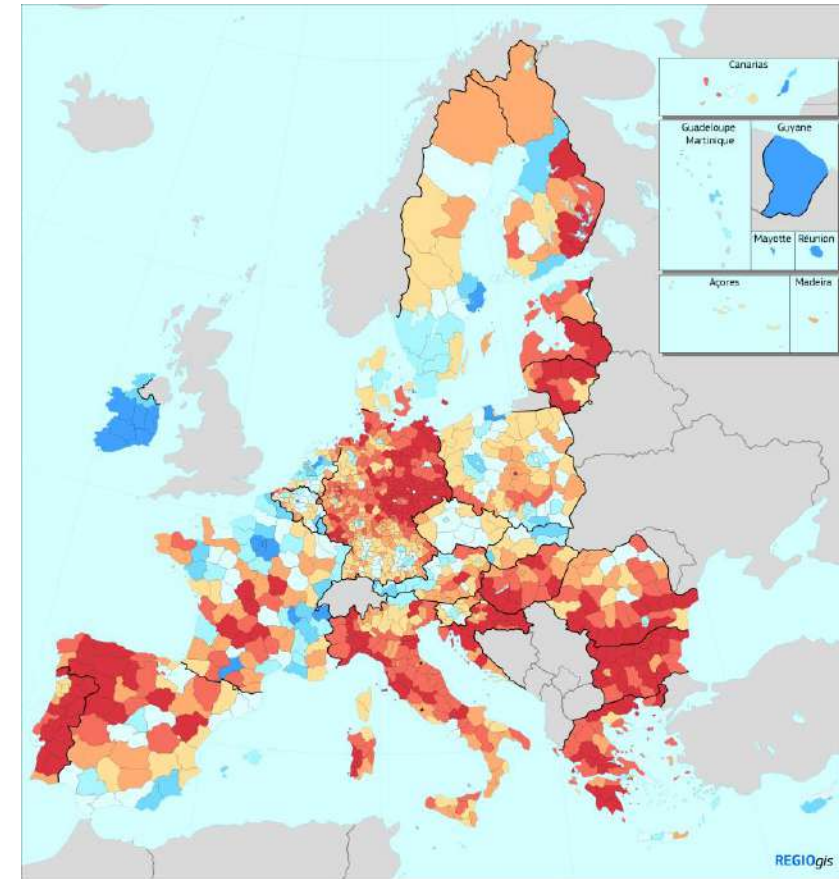 Canarias
Guadeloupe
Martinique
Guyane
Mayotte
Réunion
Açores
Madeira
REGIOgis